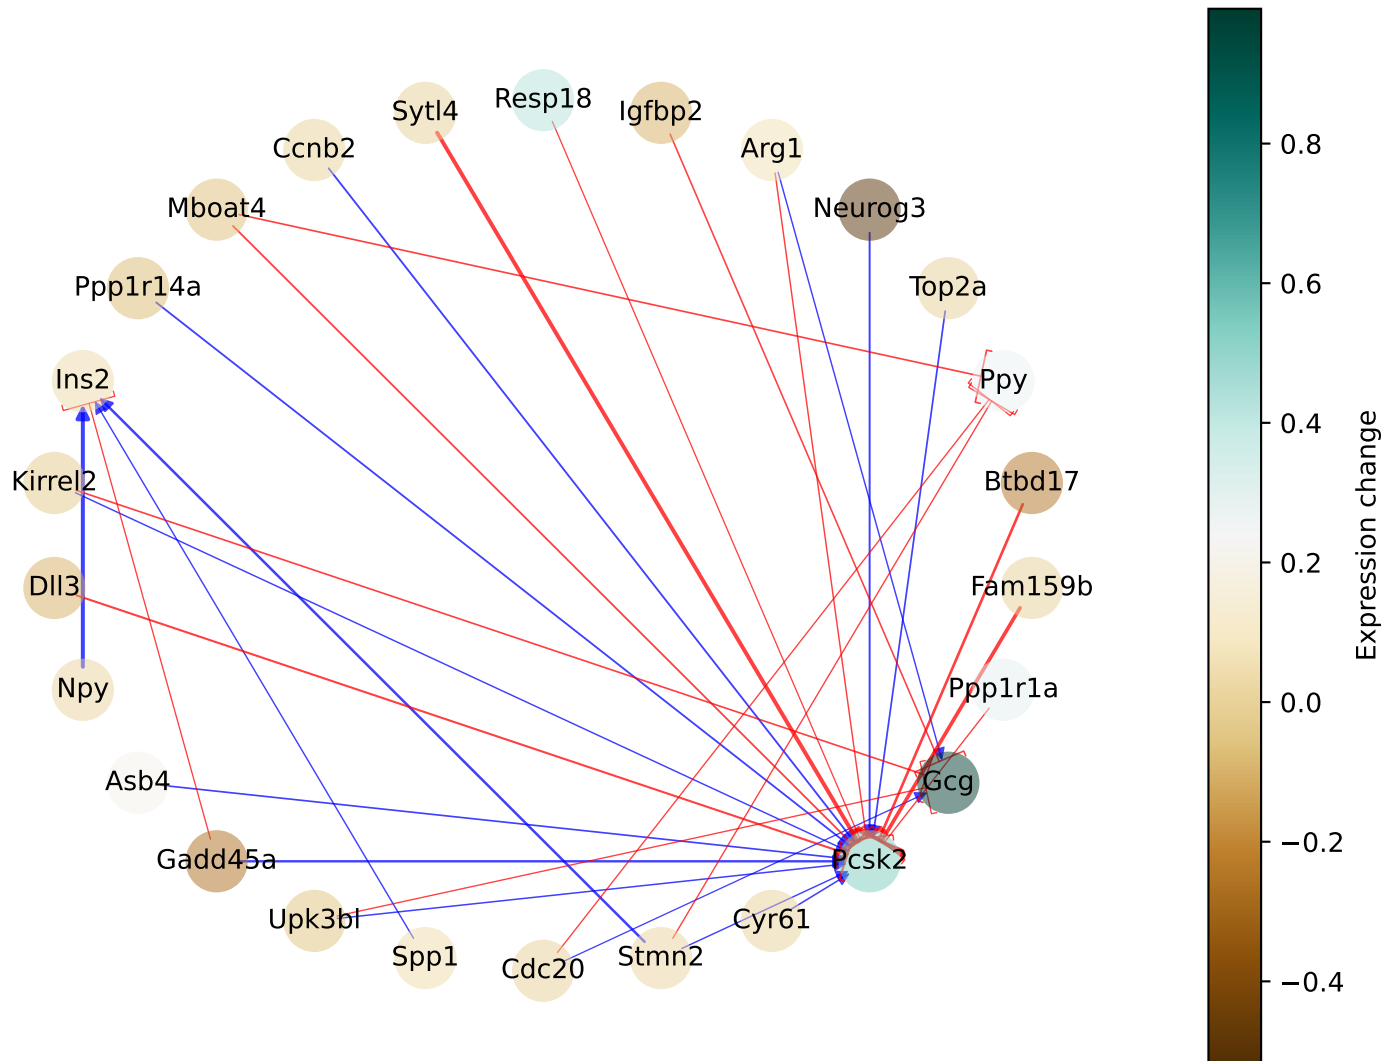 Resp18
Sytl4
Igfbp2
Ccnb2
Arg1
Mboat4
Neurog3
Ppp1r14a
Top2a
Ins2
Ppy
Kirrel2
Btbd17
Dll3
Fam159b
Npy
Ppp1r1a
Asb4
Gcg
Gadd45a
Pcsk2
Upk3bl
Cyr61
Spp1
Stmn2
Cdc20
0.8
0.6
0.4
0.2
0.0
−0.2
−0.4
Expression change